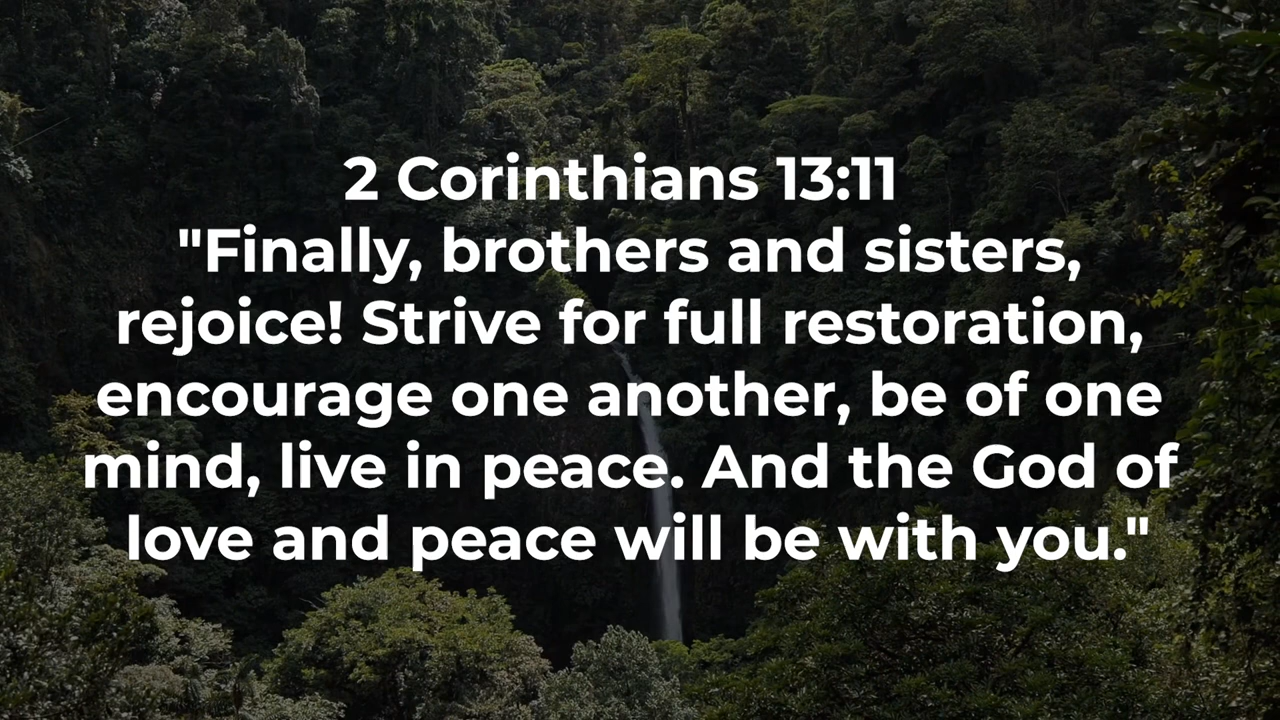 2 Corinthians 13:11
"Finally, brothers and sisters,
rejoice! Strive for full restoration,
encourage one another, be of one
mind, live in peace. And the God of
love and peace will be with you."